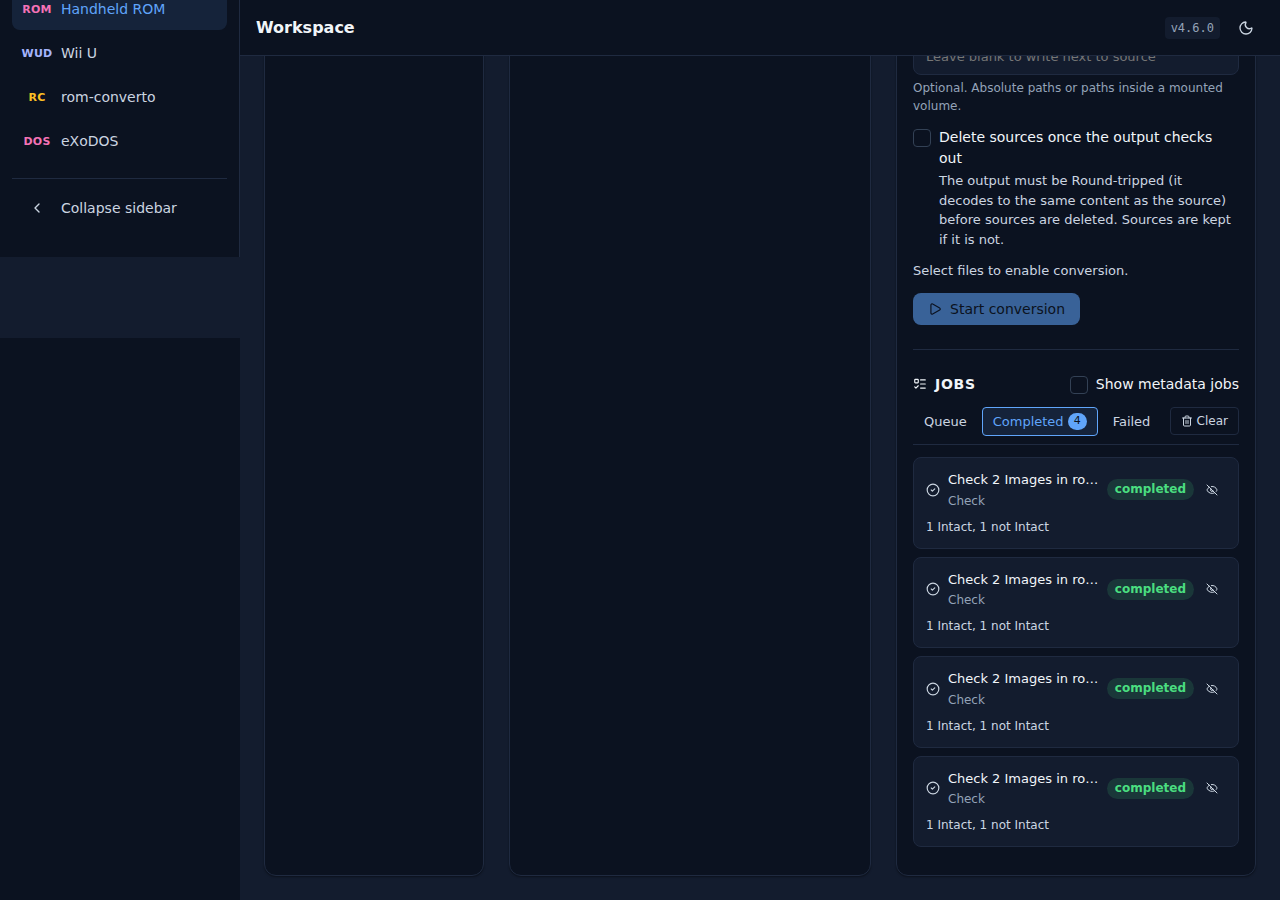 ROM Handheld ROM
WUD Wii U
RC rom-converto
DOS eXoDOS
Collapse sidebar
Workspace
v4.6.0
Leave blank to write next to source
Optional. Absolute paths or paths inside a mounted
volume.
Delete sources once the output checks
out
The output must be Round-tripped (it
decodes to the same content as the source)
before sources are deleted. Sources are kept
if it is not.
Select files to enable conversion.
Start conversion
JOBS
Show metadata jobs
Queue
Completed 4
Failed
Clear
Check 2 Images in ro...
completed
Check
1 Intact, 1 not Intact
Check 2 Images in ro...
completed
Check
1 Intact, 1 not Intact
Check 2 Images in ro...
completed
Check
1 Intact, 1 not Intact
Check 2 Images in ro...
completed
Check
1 Intact, 1 not Intact